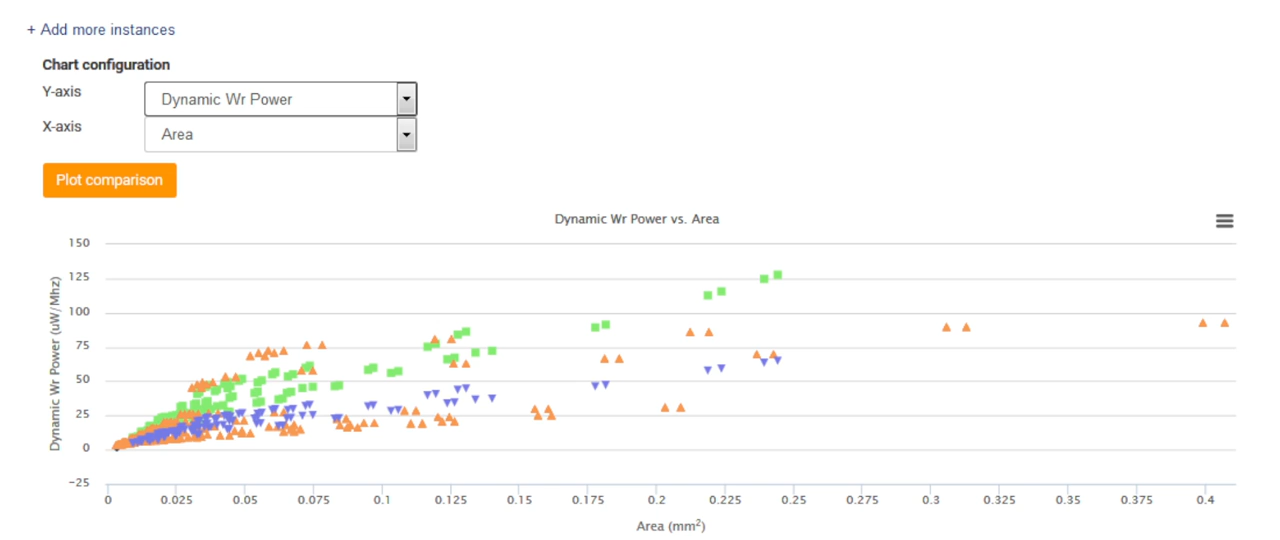 + Add more instances
Chart configuration
Y-axis
Dynamic Wr Power
X-axis
Area
Plot comparison
Dynamic Wr Power vs. Area
150
125
100
75
50
25
0
−25
Dynamic Wr Power (uW/Mhz)
0 0.025 0.05 0.075 0.1 0.125 0.15 0.175 0.2 0.225 0.25 0.275 0.3 0.325 0.35 0.375 0.4
Area (mm²)